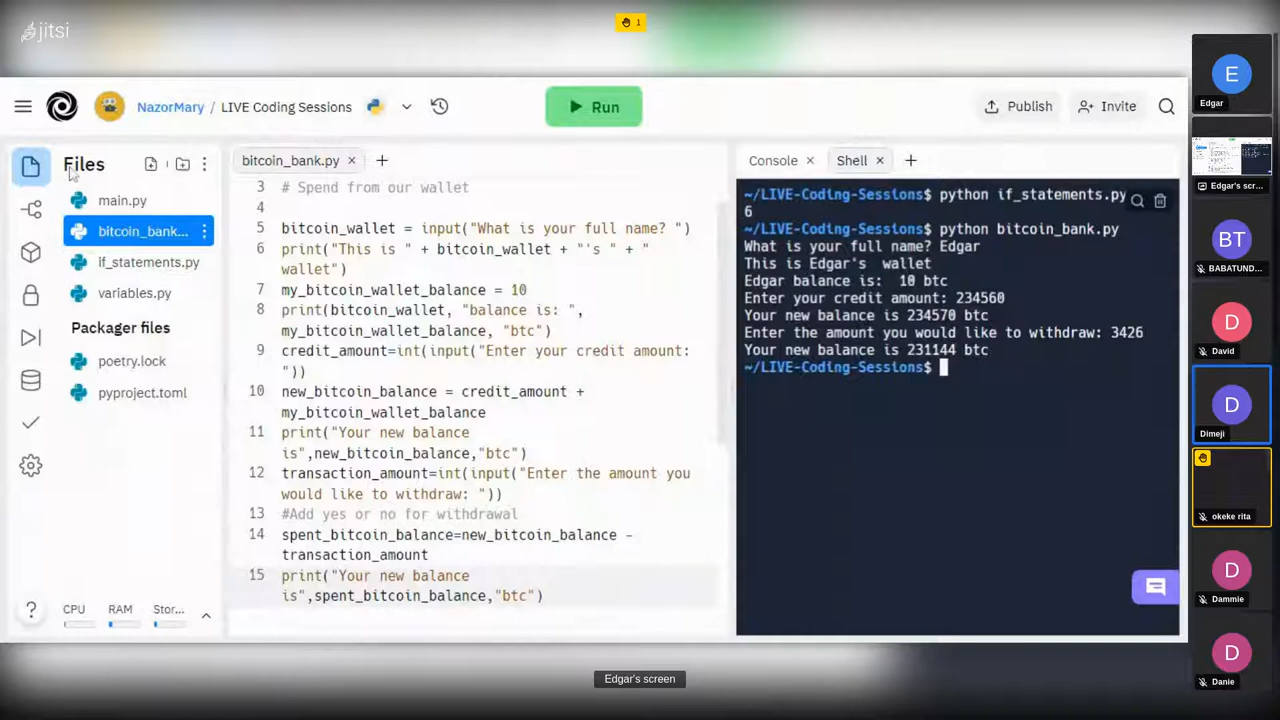 jitsi
1
NazorMary / LIVE Coding Sessions
Run
Publish
Invite
Files
main.py
bitcoin_bank...
if_statements.py
variables.py
Packager files
poetry.lock
pyproject.toml
CPU RAM Stor...
bitcoin_bank.py
3 # Spend from our wallet
4
5 bitcoin_wallet = input("What is your full name? ")
6 print("This is " + bitcoin_wallet + "'s " + "
wallet")
7 my_bitcoin_wallet_balance = 10
8 print(bitcoin_wallet, "balance is: ",
my_bitcoin_wallet_balance, "btc")
9 credit_amount=int(input("Enter your credit amount:
"))
10 new_bitcoin_balance = credit_amount +
my_bitcoin_wallet_balance
11 print("Your new balance
is",new_bitcoin_balance,"btc")
12 transaction_amount=int(input("Enter the amount you
would like to withdraw: "))
13 #Add yes or no for withdrawal
14 spent_bitcoin_balance=new_bitcoin_balance -
transaction_amount
15 print("Your new balance
is",spent_bitcoin_balance,"btc")
Console
Shell
~/LIVE-Coding-Sessions$ python if_statements.py
6
~/LIVE-Coding-Sessions$ python bitcoin_bank.py
What is your full name? Edgar
This is Edgar's  wallet
Edgar balance is:  10 btc
Enter your credit amount: 234560
Your new balance is 234570 btc
Enter the amount you would like to withdraw: 3426
Your new balance is 231144 btc
~/LIVE-Coding-Sessions$
E
Edgar
Edgar's scr...
BT
BABATUND...
D
David
D
Dimeji
okeke rita
D
Dammie
D
Danie
Edgar's screen